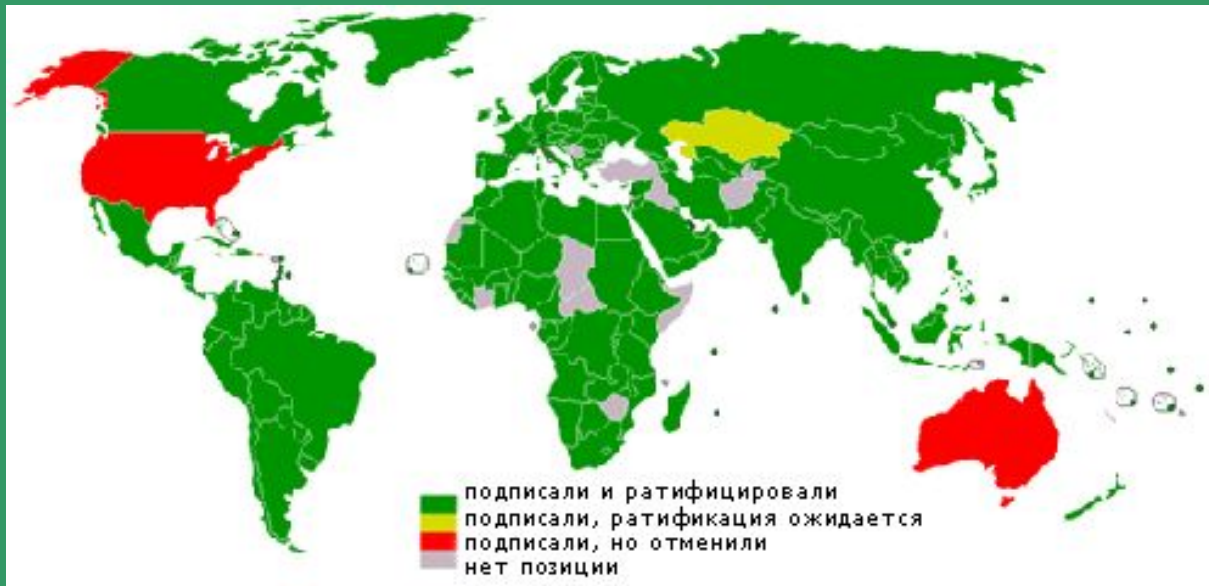 подписали и ратифицировали
подписали, ратификация ожидается
подписали, но отменили
нет позиции